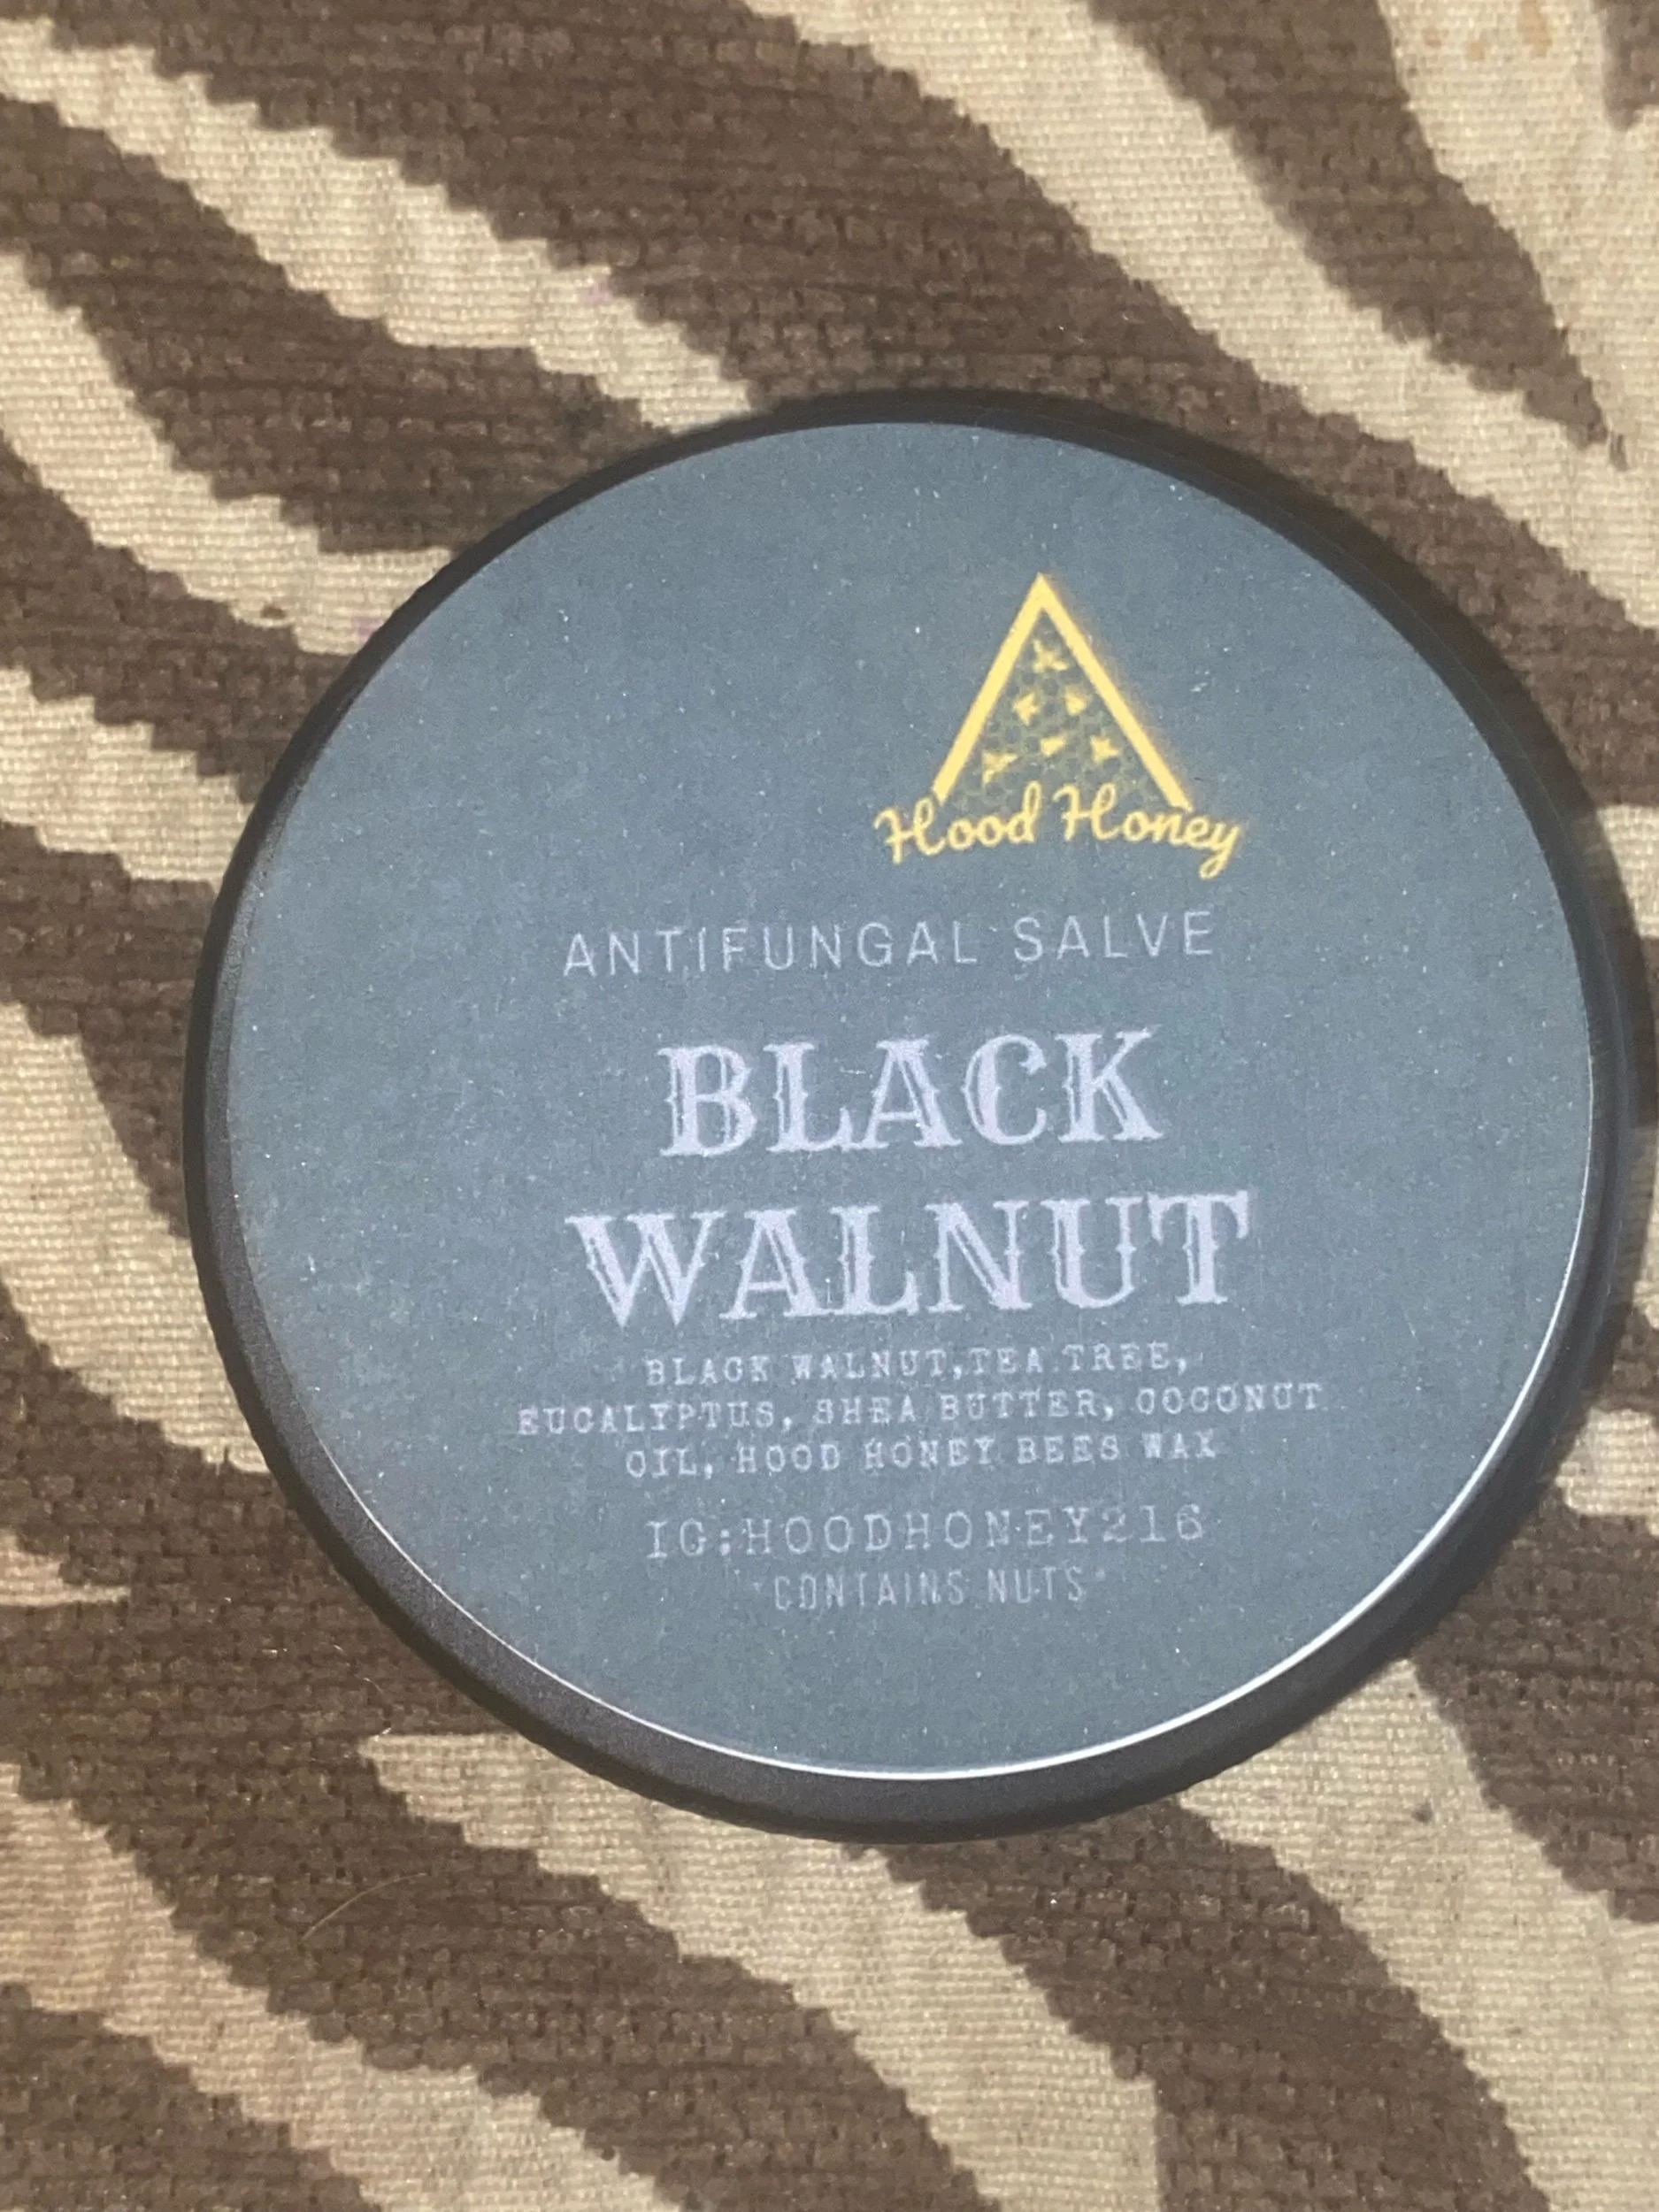 Hood Honey
ANTIFUNGAL SALVE
BLACK
WALNUT
BLACK WALNUT, TEA TREE,
EUCALYPTUS, SHEA BUTTER, COCONUT
OIL, HOOD HONEY BEES WAX
IG:HOODHONEY216
*CONTAINS NUTS*